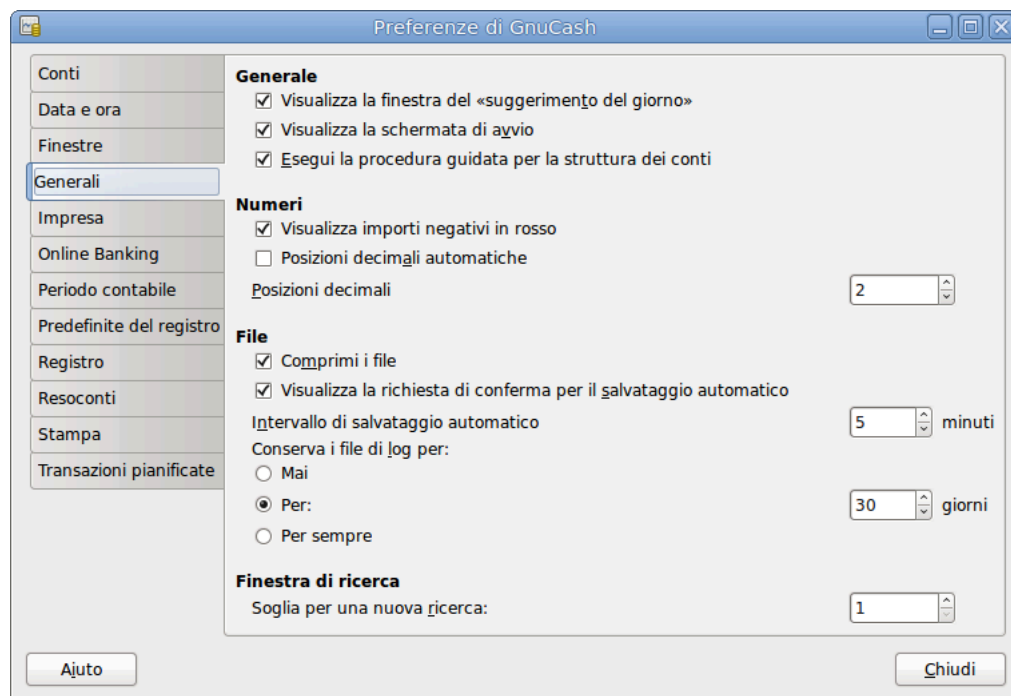 Preferenze di GnuCash
Conti
Data e ora
Finestre
Generali
Impresa
Online Banking
Periodo contabile
Predefinite del registro
Registro
Resoconti
Stampa
Transazioni pianificate
Generale
Visualizza la finestra del «suggerimento del giorno»
Visualizza la schermata di avvio
Esegui la procedura guidata per la struttura dei conti
Numeri
Visualizza importi negativi in rosso
Posizioni decimali automatiche
Posizioni decimali 2
File
Comprimi i file
Visualizza la richiesta di conferma per il salvataggio automatico
Intervallo di salvataggio automatico 5 minuti
Conserva i file di log per:
Mai
Per: 30 giorni
Per sempre
Finestra di ricerca
Soglia per una nuova ricerca: 1
Aiuto Chiudi